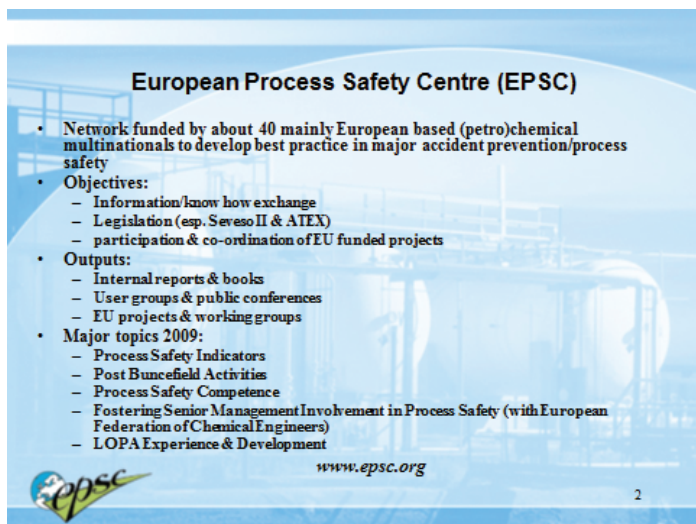 European Process Safety Centre (EPSC)
• Network funded by about 40 mainly European based (petro)chemical
multinationals to develop best practice in major accident prevention/process
safety
• Objectives:
– Information/know how exchange
– Legislation (esp. Seveso II & ATEX)
– participation & co-ordination of EU funded projects
• Outputs:
– Internal reports & books
– User groups & public conferences
– EU projects & working groups
• Major topics 2009:
– Process Safety Indicators
– Post Buncefield Activities
– Process Safety Competence
– Fostering Senior Management Involvement in Process Safety (with European
Federation of Chemical Engineers)
– LOPA Experience & Development
www.epsc.org
epsc
2